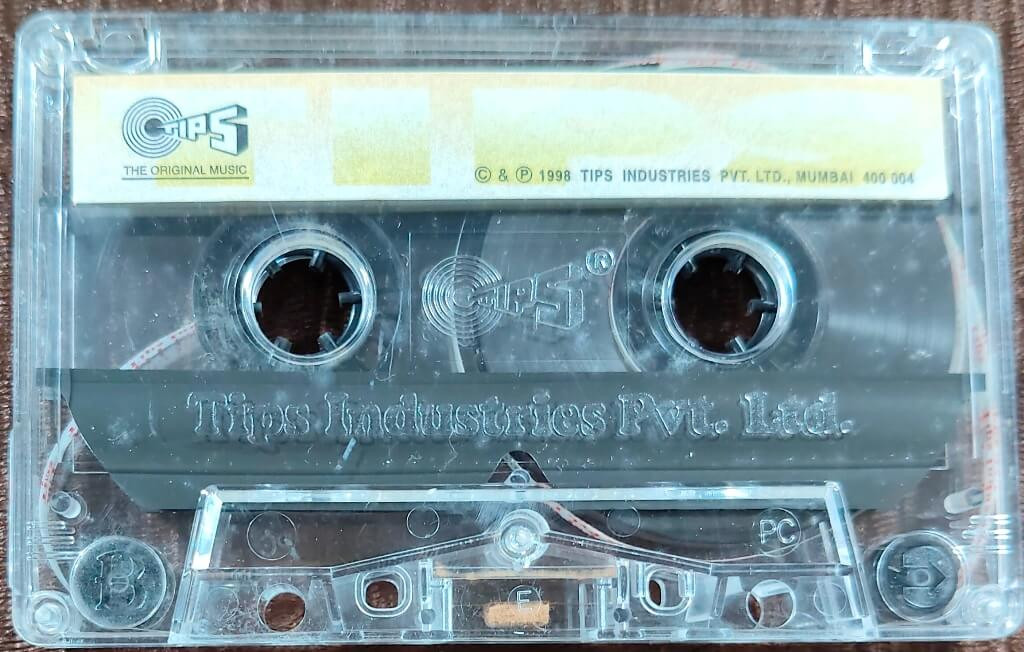 TIPS
THE ORIGINAL MUSIC
© & ℗ 1998 TIPS INDUSTRIES PVT. LTD., MUMBAI 400 004
TIPS®
Tips Industries Pvt. Ltd.
PC
B
E